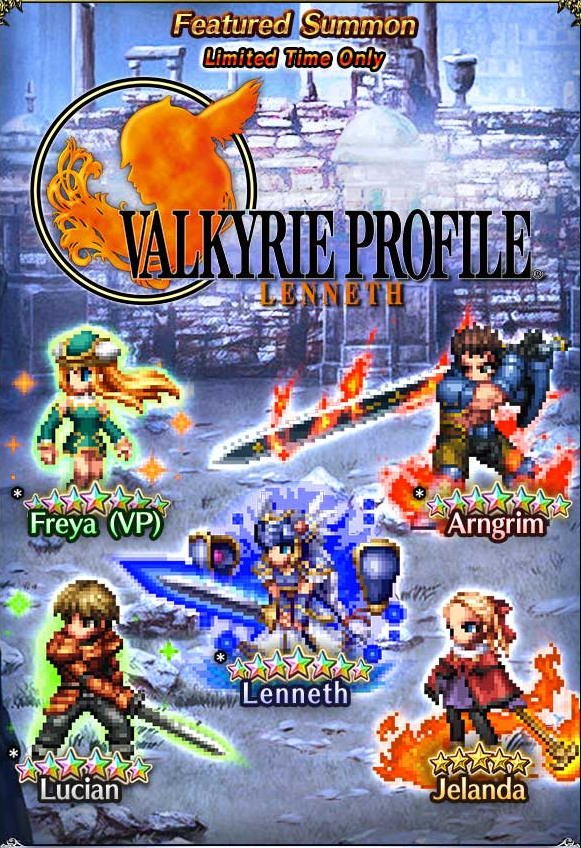 Featured Summon
Limited Time Only
VALKYRIE PROFILE®
LENNETH
* Freya (VP)
* Arngrim
* Lenneth
* Lucian
Jelanda